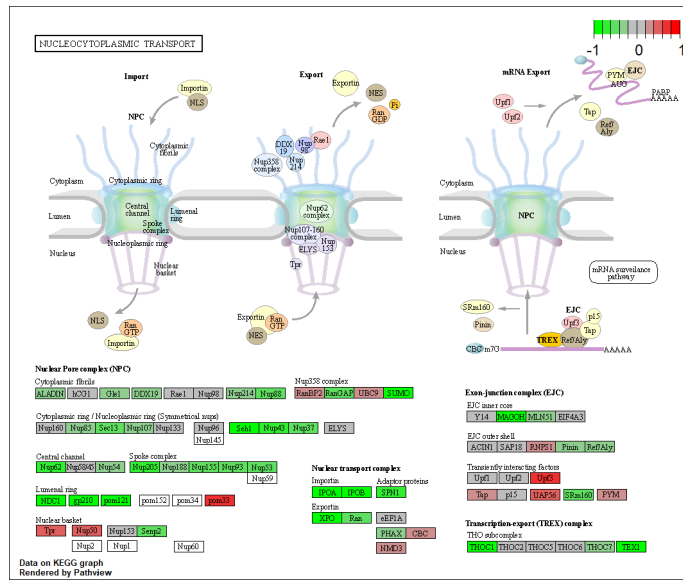 NUCLEOCYTOPLASMIC TRANSPORT
-1 0 1
Import
Export
mRNA Export
Importin
NLS
NPC
Cytoplasmic fibrils
Cytoplasm
Cytoplasmic ring
Lumen
Central channel
Lumenal ring
Spoke complex
Nucleoplasmic ring
Nucleus
Nuclear basket
NLS
Ran GTP
Importin
Exportin
NES
Ran GDP
Pi
DDX 19
Nup 98
Rae1
Nup358 complex
Nup 214
Nup62 complex
Nup107-160 complex
ELYS
Nup 153
Tpr
Exportin
Ran GTP
NES
Upf1
Upf2
PYM
EJC
AUG
PABP
AAAAA
Tap
Ref/Aly
Cytoplasm
Lumen
NPC
Nucleus
mRNA surveilance pathway
SRm160
Pinin
EJC
Upf3
p15
Tap
TREX
Ref/Aly
CBC
m7G
AAAAA
Nuclear Pore complex (NPC)
Cytoplasmic fibrils
ALADIN hCG1 Gle1 DDX19 Rae1 Nup98 Nup214 Nup88
Nup358 complex
RanBP2 RanGAP UBC9 SUMO
Cytoplasmic ring / Nucleoplasmic ring (Symmetrical nups)
Nup160 Nup85 Sec13 Nup107 Nup133 Nup96 Seh1 Nup43 Nup37 ELYS
Nup145
Central channel
Nup62 Nup58/45 Nup54
Spoke complex
Nup205 Nup188 Nup155 Nup93 Nup53
Nup59
Lumenal ring
NDC1 gp210 pom121 pom152 pom34 pom33
Nuclear basket
Tpr Nup50 Nup153 Senp2
Nup2 Nup1 Nup60
Nuclear transport complex
Importin
IPOA IPOB
Adaptor proteins
SPN1
Exportin
XPO Ran eEF1A
PHAX CBC
NMD3
Exon-junction complex (EJC)
EJC inner core
Y14 MAGOH MLN51 EIF4A3
EJC outer shell
ACIN1 SAP18 RNPS1 Pinin Ref/Aly
Transiently interacting factors
Upf1 Upf2 Upf3
Tap p15 UAP56 SRm160 PYM
Transcription-export (TREX) complex
THO subcomplex
THOC1 THOC2 THOC5 THOC6 THOC7 TEX1
Data on KEGG graph
Rendered by Pathview